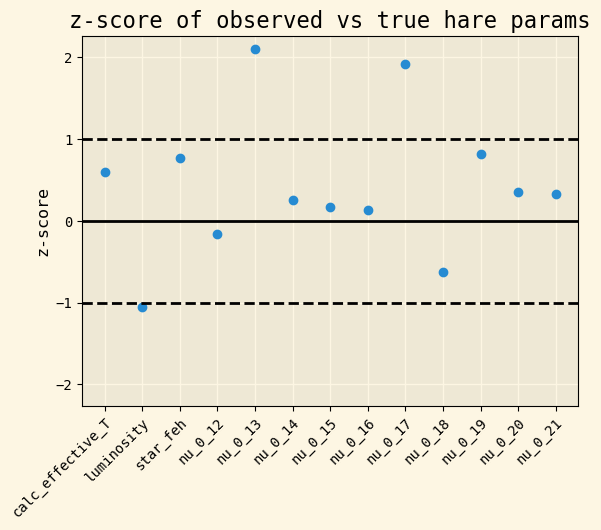 z-score of observed vs true hare params
z-score
2
1
0
−1
−2
calc_effective_T
luminosity
star_feh
nu_0_12
nu_0_13
nu_0_14
nu_0_15
nu_0_16
nu_0_17
nu_0_18
nu_0_19
nu_0_20
nu_0_21